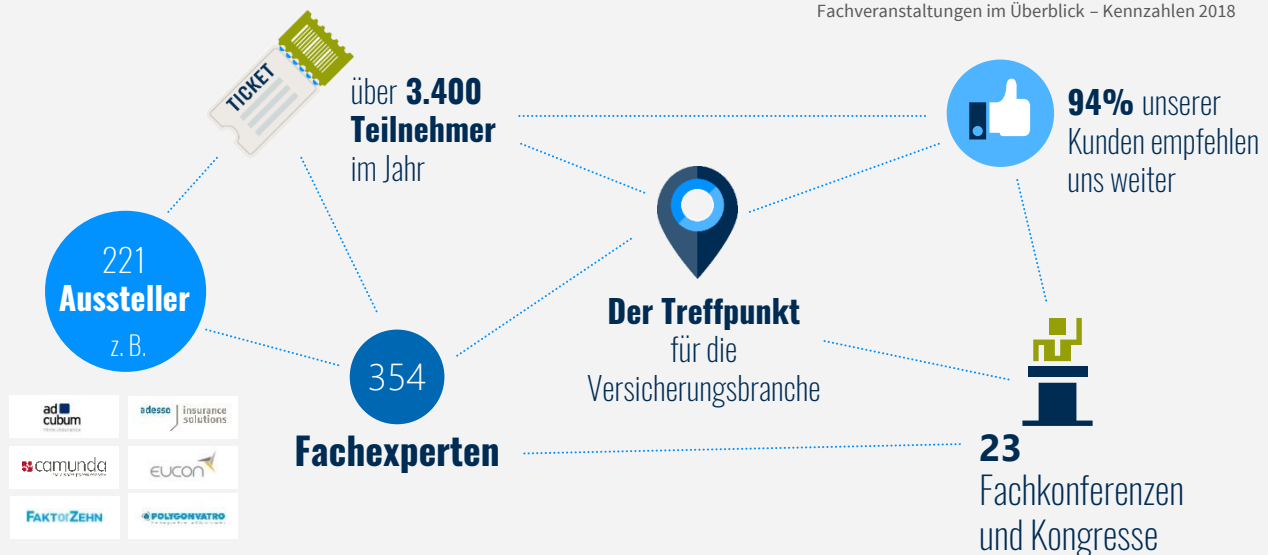 Fachveranstaltungen im Überblick – Kennzahlen 2018
TICKET
über 3.400
Teilnehmer
im Jahr
94% unserer
Kunden empfehlen
uns weiter
221
Aussteller
z. B.
354
Fachexperten
Der Treffpunkt
für die
Versicherungsbranche
23
Fachkonferenzen
und Kongresse
ad
cubum
adesso
insurance
solutions
camunda
EUCON
FAKTOR ZEHN
POLYGONVATRO